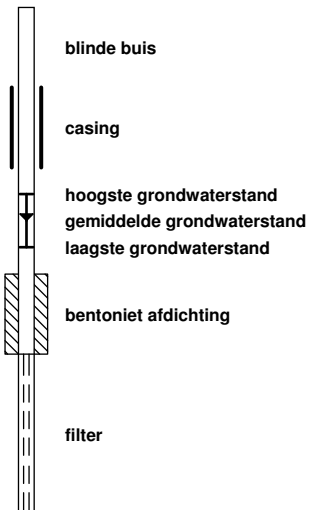 blinde buis
casing
hoogste grondwaterstand
gemiddelde grondwaterstand
laagste grondwaterstand
bentoniet afdichting
filter